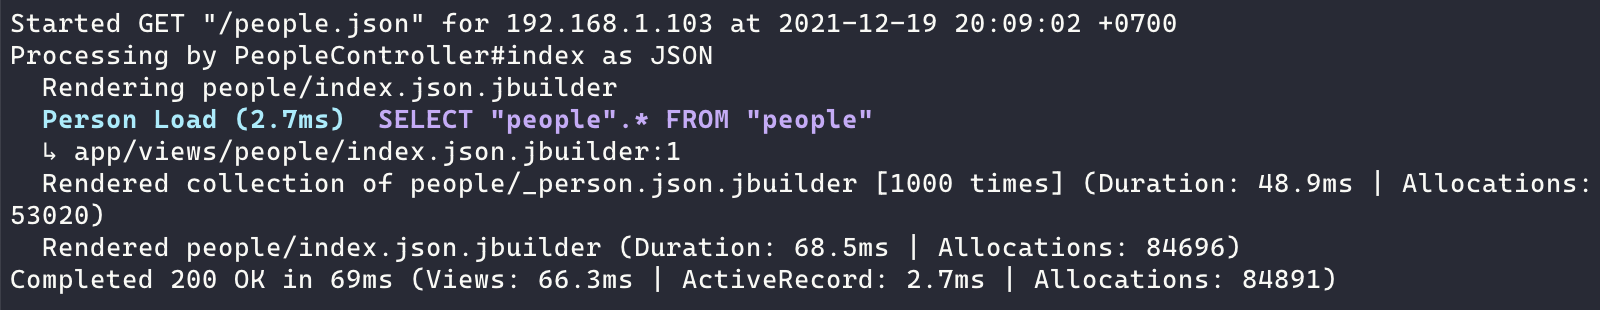 Started GET "/people.json" for 192.168.1.103 at 2021-12-19 20:09:02 +0700
Processing by PeopleController#index as JSON
  Rendering people/index.json.jbuilder
  Person Load (2.7ms)  SELECT "people".* FROM "people"
  ↳ app/views/people/index.json.jbuilder:1
  Rendered collection of people/_person.json.jbuilder [1000 times] (Duration: 48.9ms | Allocations:
53020)
  Rendered people/index.json.jbuilder (Duration: 68.5ms | Allocations: 84696)
Completed 200 OK in 69ms (Views: 66.3ms | ActiveRecord: 2.7ms | Allocations: 84891)